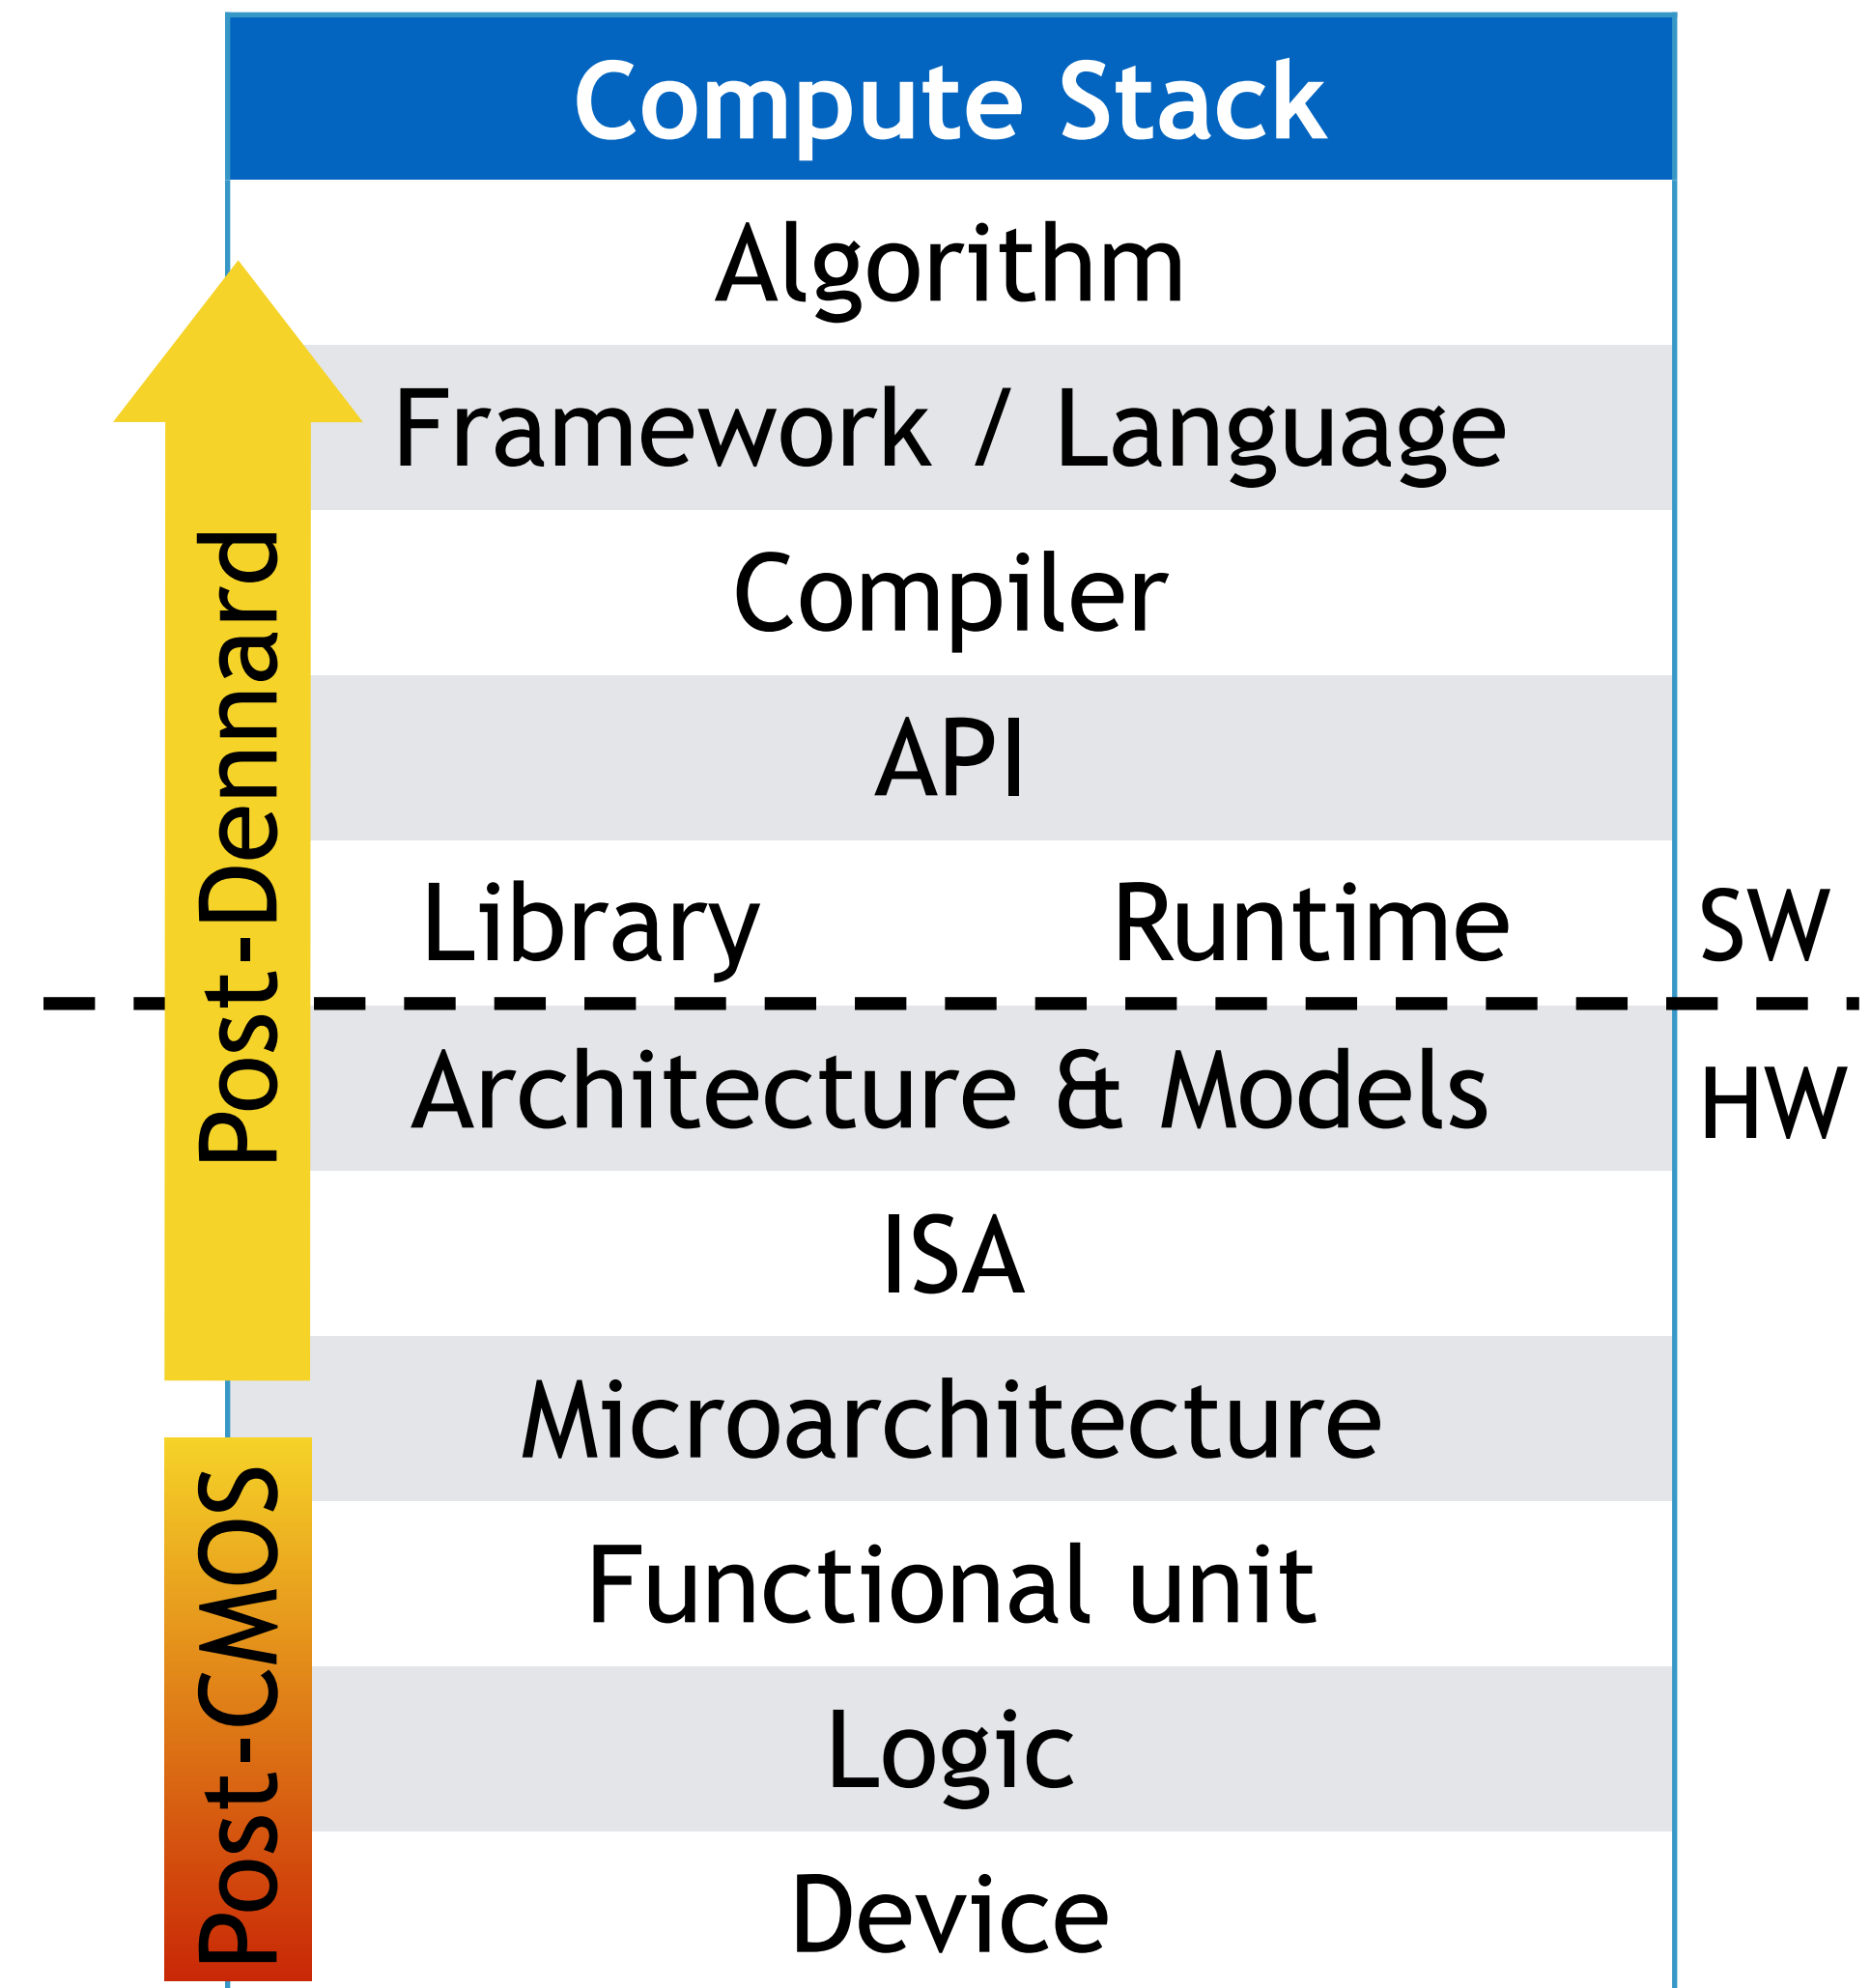 Compute Stack
Algorithm
Framework / Language
Compiler
API
Library Runtime SW
Architecture & Models HW
ISA
Microarchitecture
Functional unit
Logic
Device
Post-Dennard
Post-CMOS